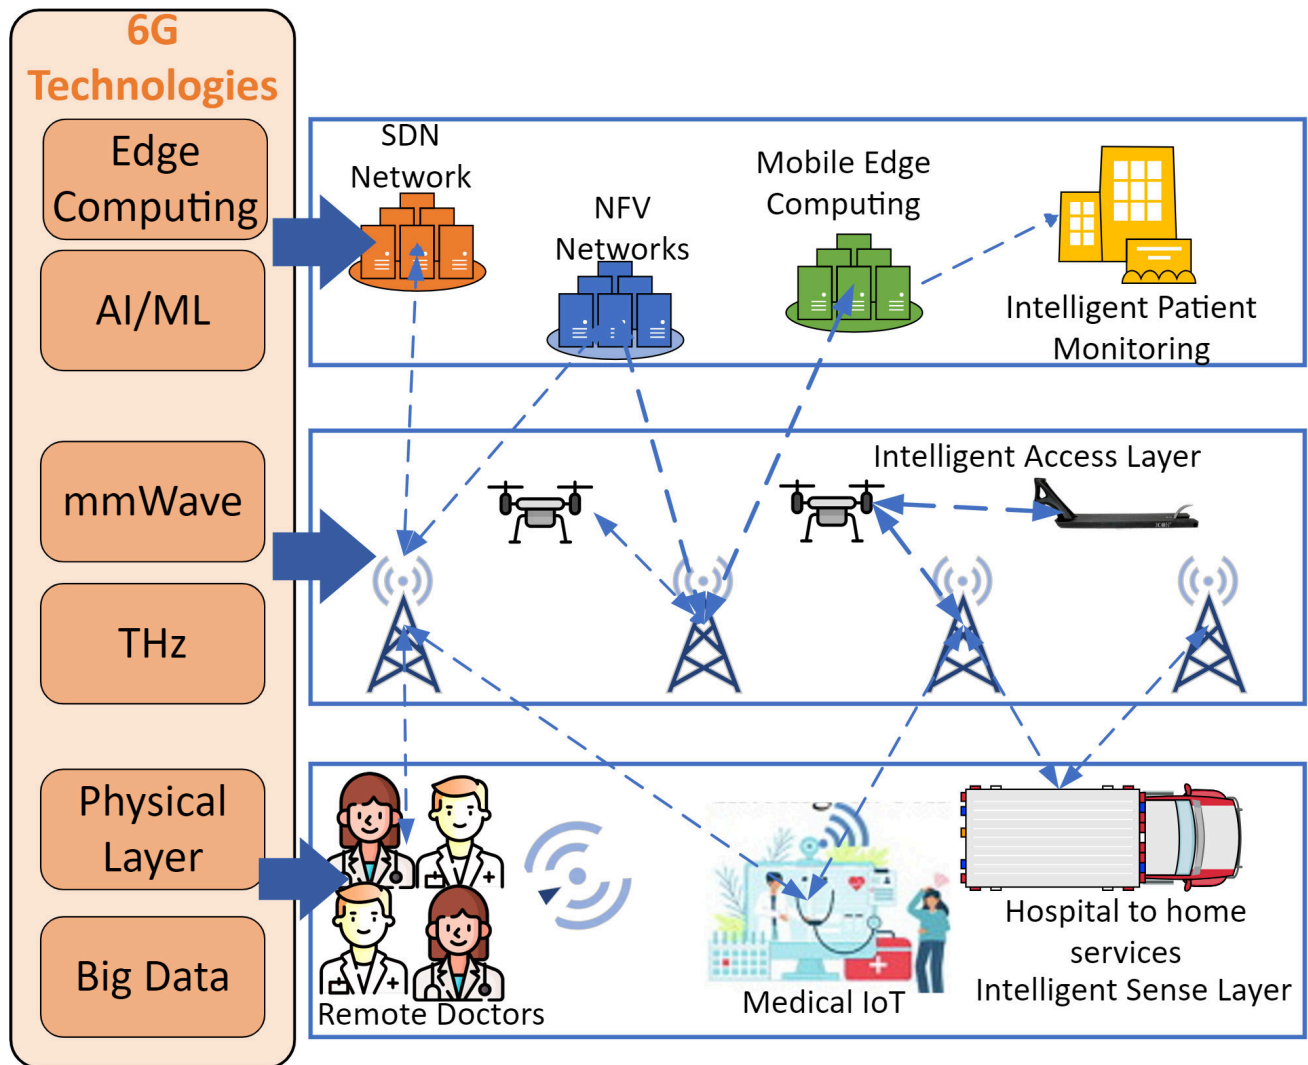 6G
Technologies
Edge
Computing
AI/ML
mmWave
THz
Physical
Layer
Big Data
SDN
Network
NFV
Networks
Mobile Edge
Computing
Intelligent Patient
Monitoring
Intelligent Access Layer
Remote Doctors
Medical IoT
Hospital to home
services
Intelligent Sense Layer